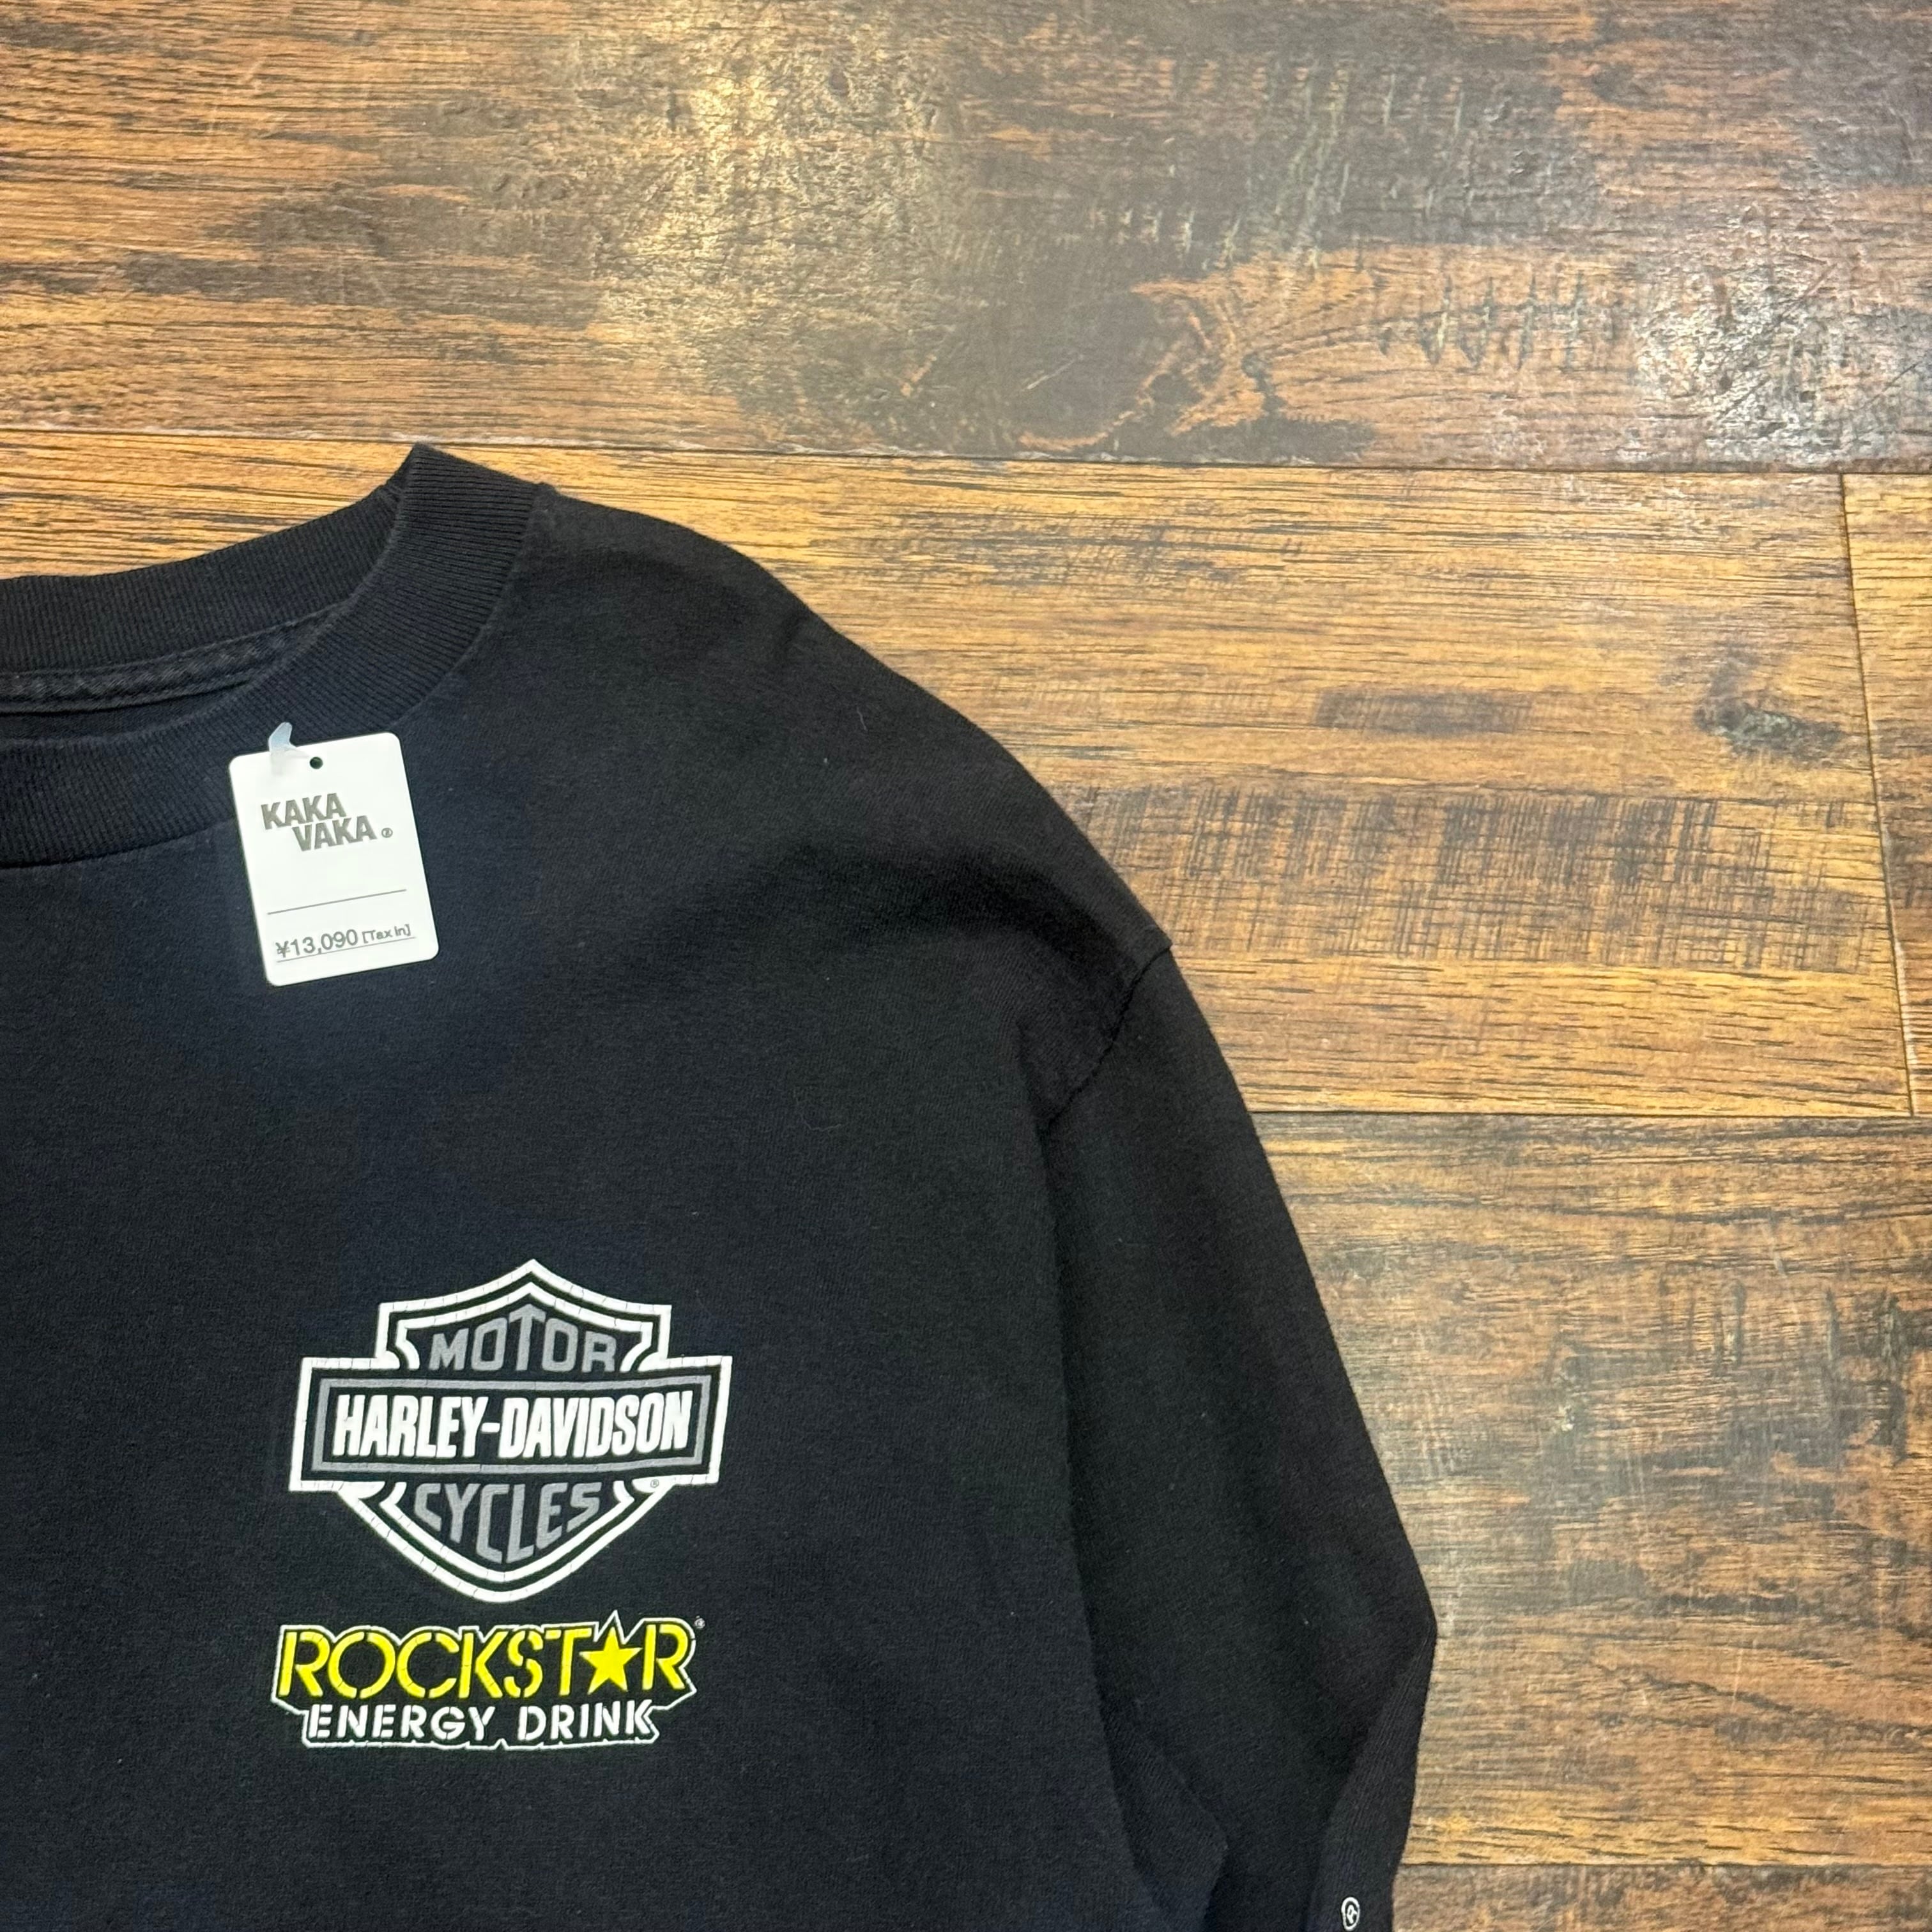 KAKA
VAKA®
¥13,090 [Tax in]
MOTOR
HARLEY-DAVIDSON
CYCLES
®
ROCKSTAR®
ENERGY DRINK
®